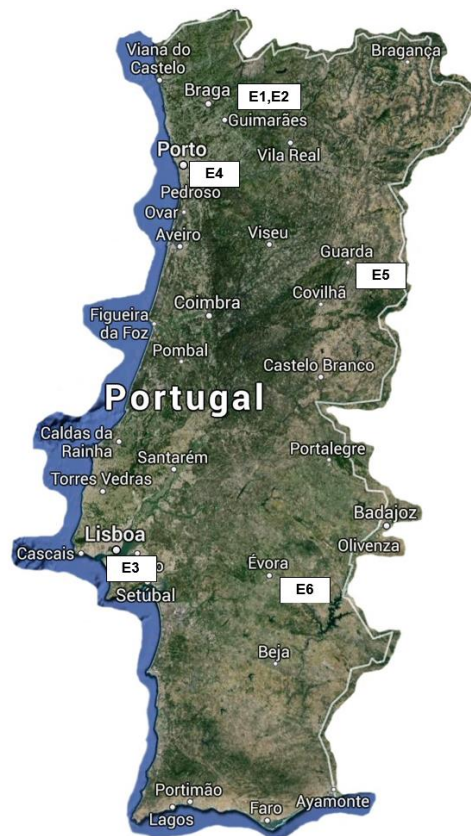 Viana do
Castelo
Bragança
Braga
E1,E2
Guimarães
Porto
Vila Real
E4
Pedroso
Ovar
Aveiro
Viseu
Guarda
E5
Covilhã
Coimbra
Figueira
da Foz
Pombal
Castelo Branco
Portugal
Caldas da
Rainha
Santarém
Portalegre
Torres Vedras
Badajoz
Lisboa
Olivenza
Cascais
E3
o
Évora
Setúbal
E6
Beja
Portimão
Lagos
Faro
Ayamonte